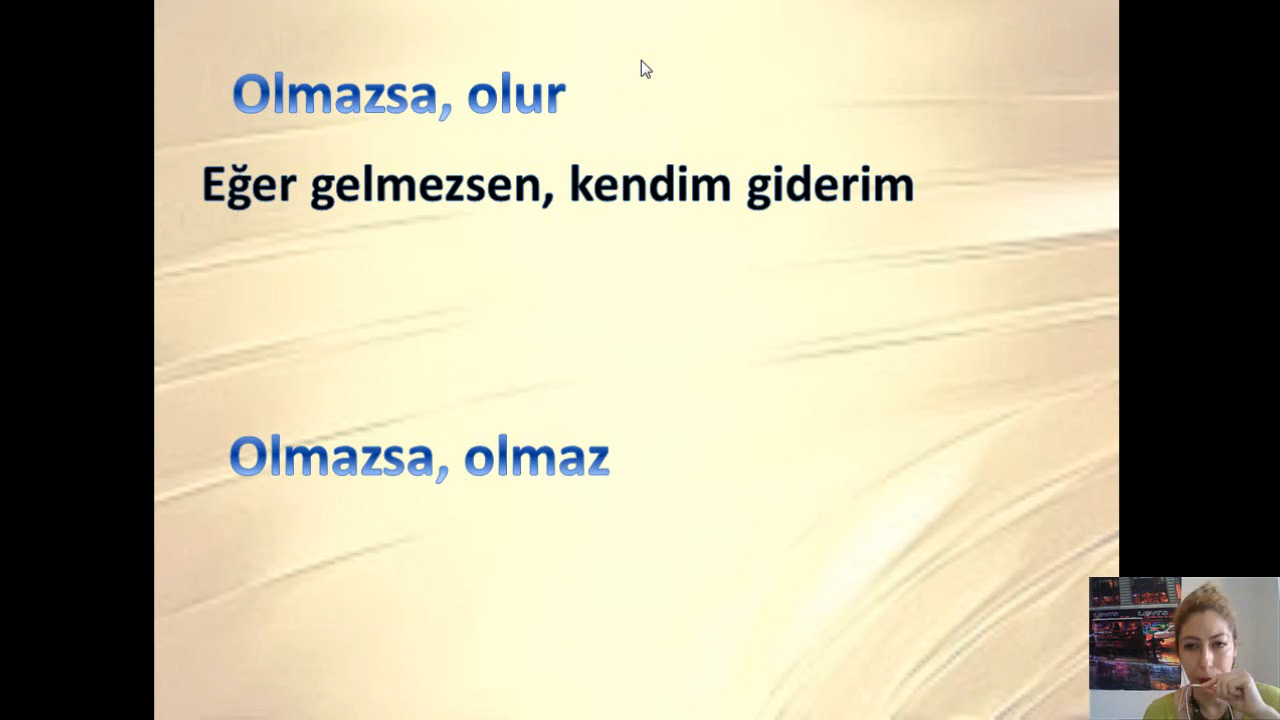 Olmazsa, olur
Eğer gelmezsen, kendim giderim
Olmazsa, olmaz